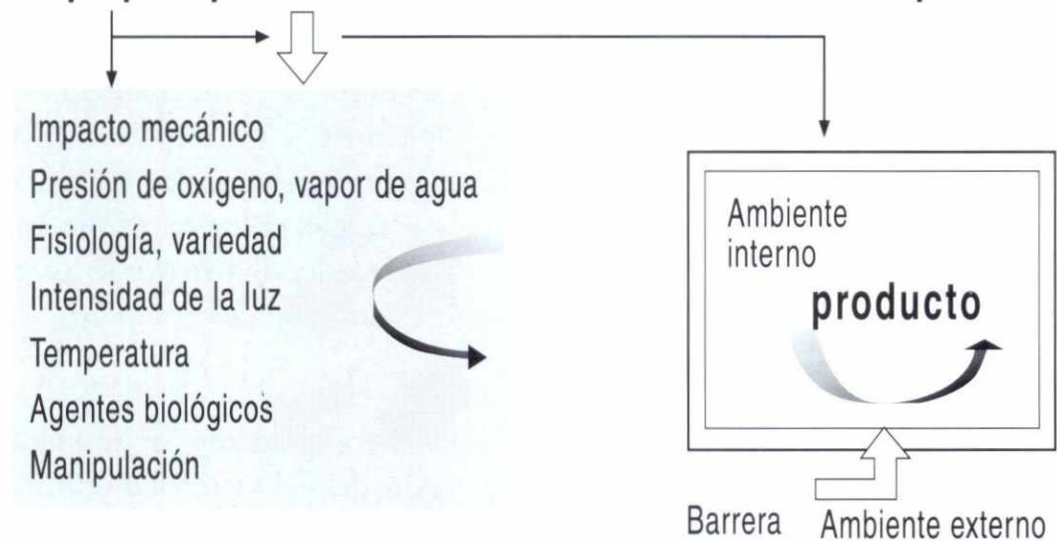 Impacto mecánico
Presión de oxígeno, vapor de agua
Fisiología, variedad
Intensidad de la luz
Temperatura
Agentes biológicos
Manipulación
Ambiente
interno
producto
Barrera Ambiente externo